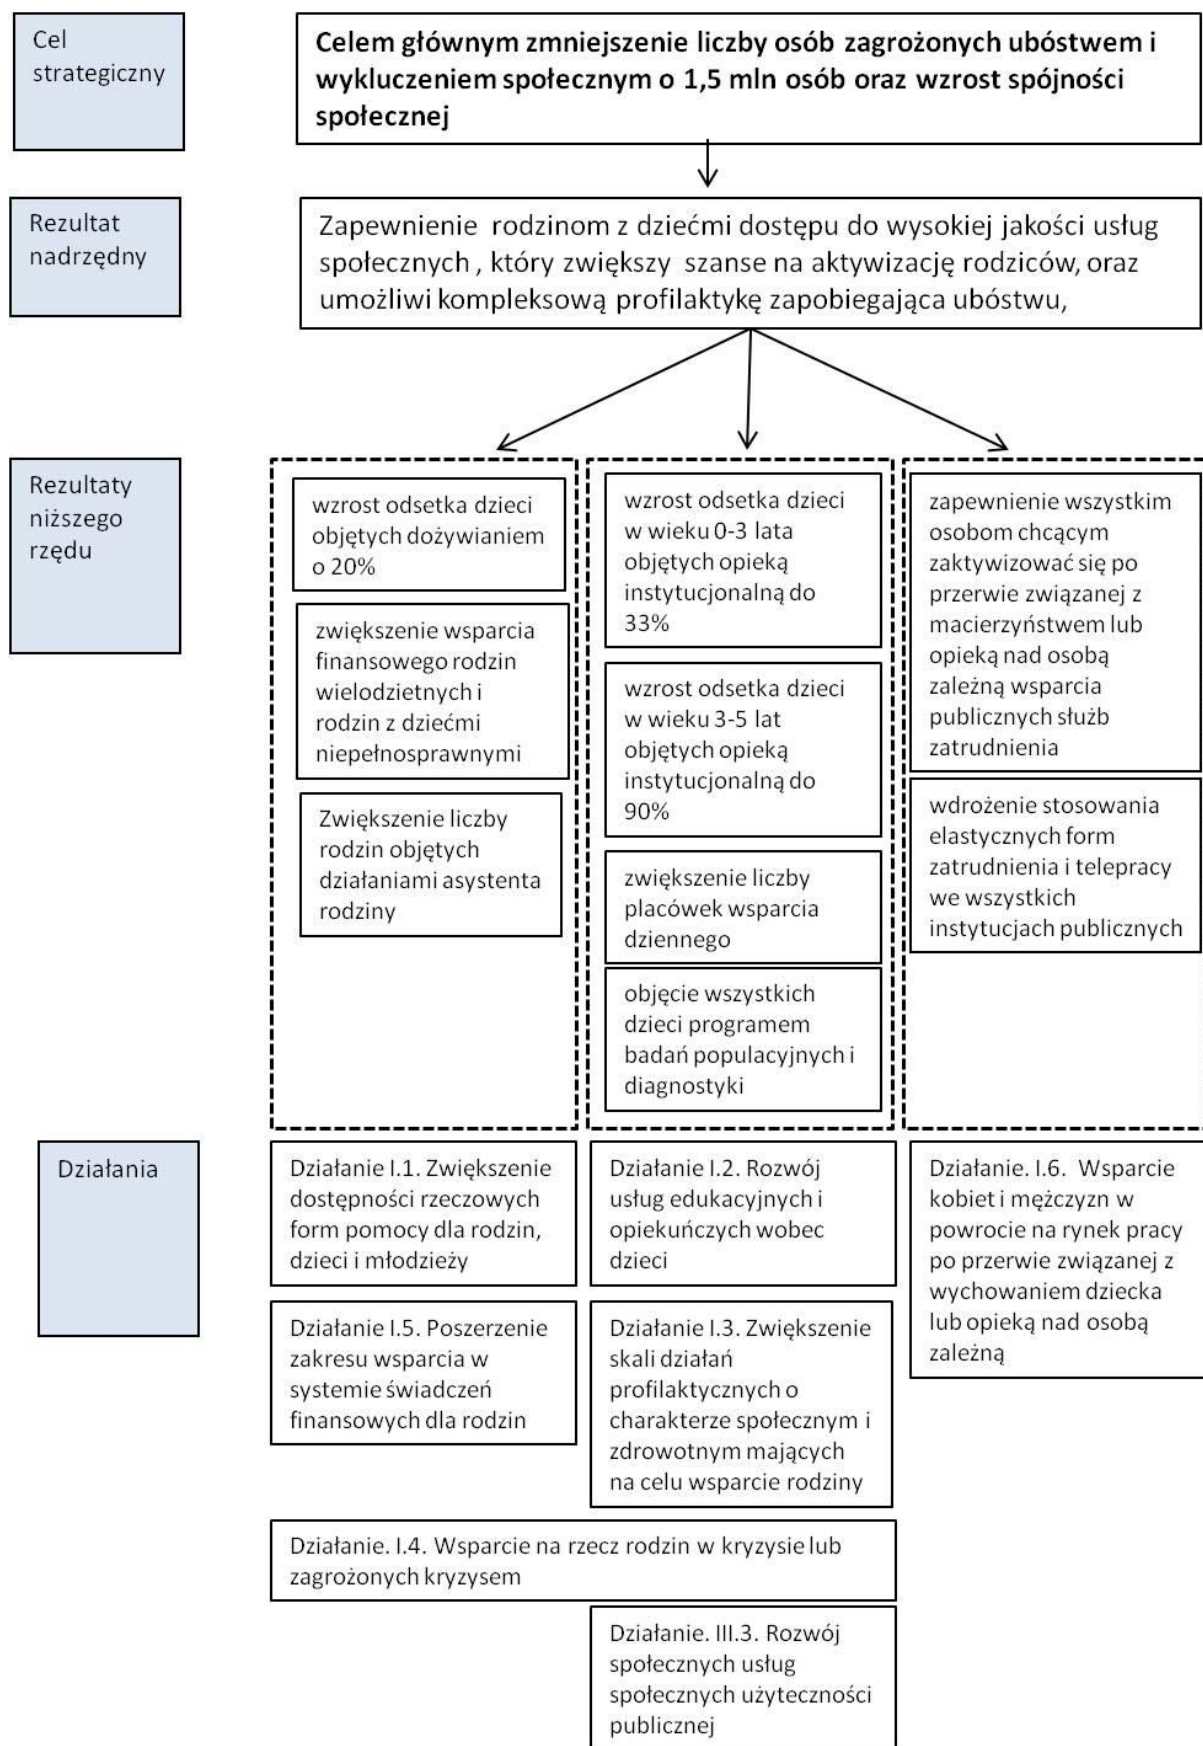 Cel
strategiczny
Celem głównym zmniejszenie liczby osób zagrożonych ubóstwem i
wykluczeniem społecznym o 1,5 mln osób oraz wzrost spójności
społecznej
Rezultat
nadrzędny
Zapewnienie rodzinom z dziećmi dostępu do wysokiej jakości usług
społecznych , który zwiększy szanse na aktywizację rodziców, oraz
umożliwi kompleksową profilaktykę zapobiegająca ubóstwu,
Rezultaty
niższego
rzędu
wzrost odsetka dzieci
objętych dożywianiem
o 20%
zwiększenie wsparcia
finansowego rodzin
wielodzietnych i
rodzin z dziećmi
niepełnosprawnymi
Zwiększenie liczby
rodzin objętych
działaniami asystenta
rodziny
wzrost odsetka dzieci
w wieku 0-3 lata
objętych opieką
instytucjonalną do
33%
wzrost odsetka dzieci
w wieku 3-5 lat
objętych opieką
instytucjonalną do
90%
zwiększenie liczby
placówek wsparcia
dziennego
objęcie wszystkich
dzieci programem
badań populacyjnych i
diagnostyki
zapewnienie wszystkim
osobom chcącym
zaktywizować się po
przerwie związanej z
macierzyństwem lub
opieką nad osobą
zależną wsparcia
publicznych służb
zatrudnienia
wdrożenie stosowania
elastycznych form
zatrudnienia i telepracy
we wszystkich
instytucjach publicznych
Działania
Działanie I.1. Zwiększenie
dostępności rzeczowych
form pomocy dla rodzin,
dzieci i młodzieży
Działanie I.5. Poszerzenie
zakresu wsparcia w
systemie świadczeń
finansowych dla rodzin
Działanie I.2. Rozwój
usług edukacyjnych i
opiekuńczych wobec
dzieci
Działanie I.3. Zwiększenie
skali działań
profilaktycznych o
charakterze społecznym i
zdrowotnym mających
na celu wsparcie rodziny
Działanie. I.6. Wsparcie
kobiet i mężczyzn w
powrocie na rynek pracy
po przerwie związanej z
wychowaniem dziecka
lub opieką nad osobą
zależną
Działanie. I.4. Wsparcie na rzecz rodzin w kryzysie lub
zagrożonych kryzysem
Działanie. III.3. Rozwój
społecznych usług
społecznych użyteczności
publicznej